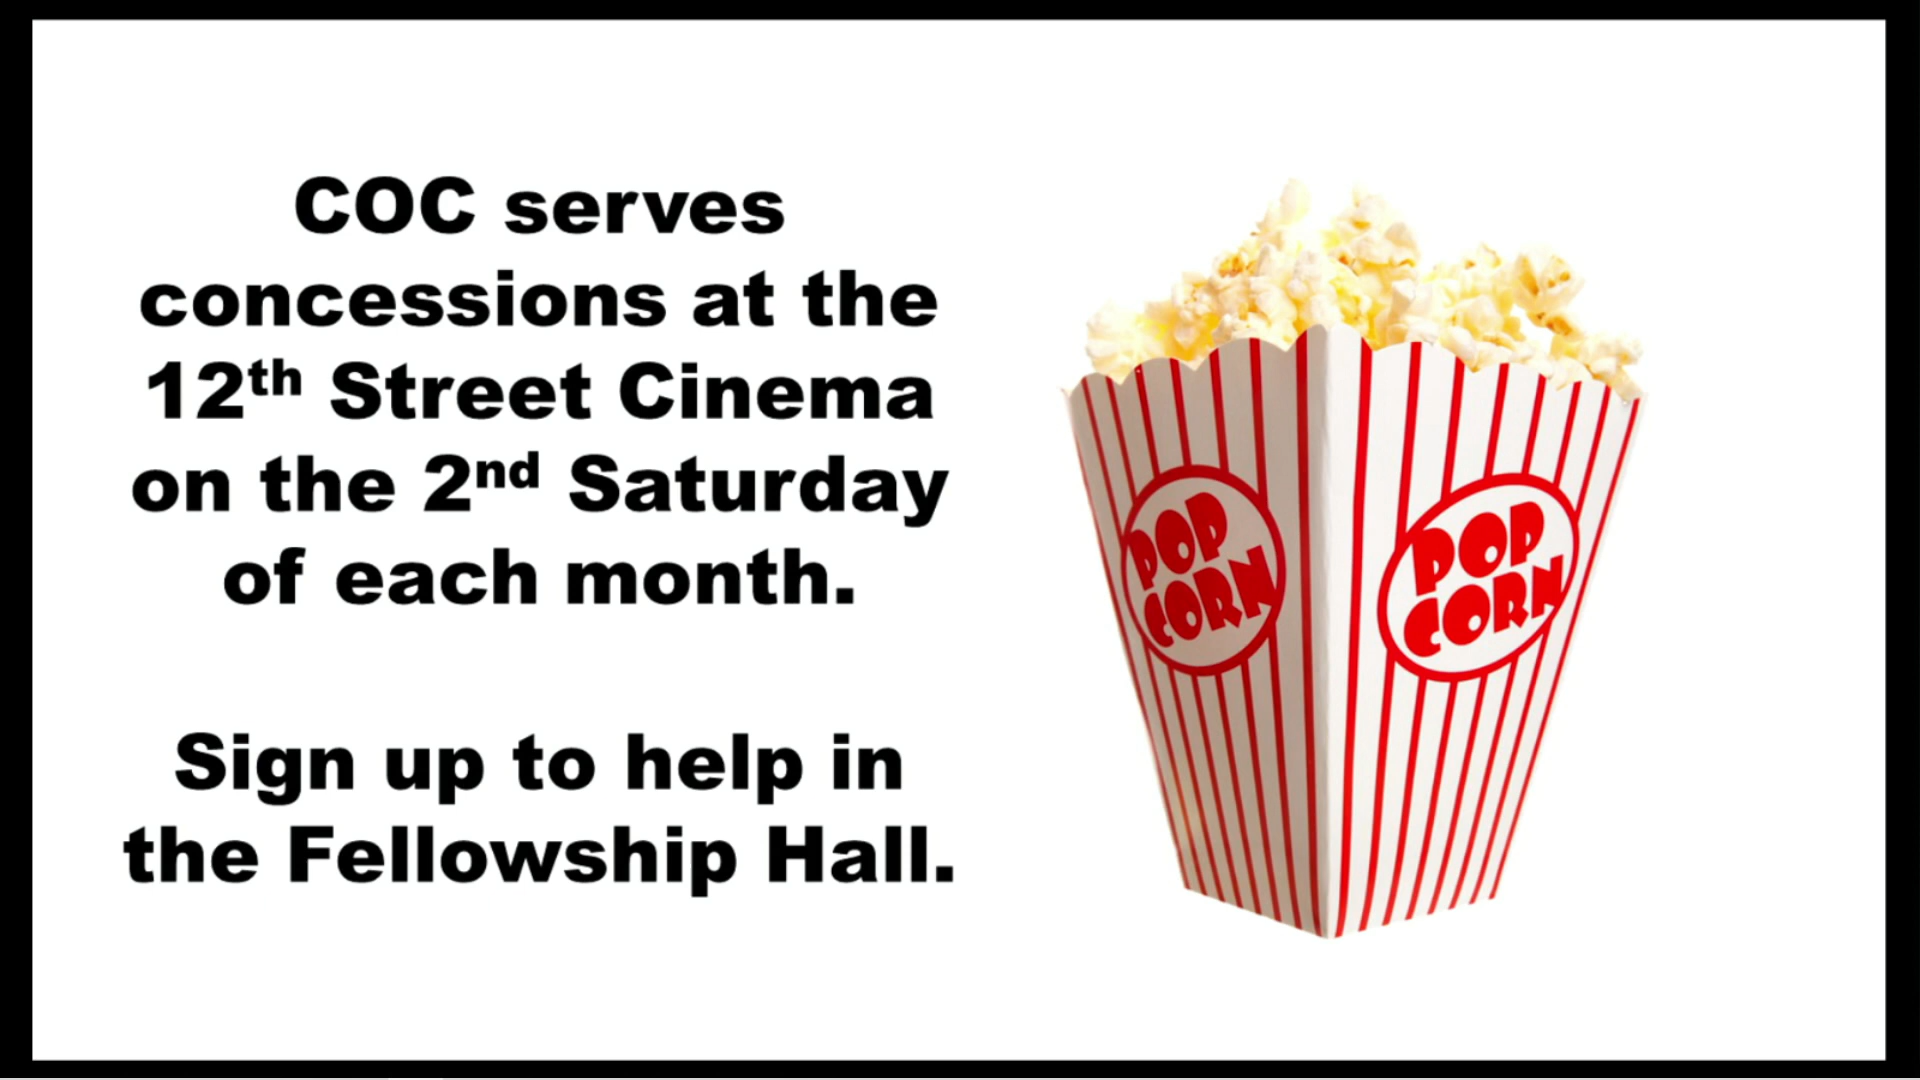 COC serves
concessions at the
12th Street Cinema
on the 2nd Saturday
of each month.
Sign up to help in
the Fellowship Hall.
POP
CORN
POP
CORN